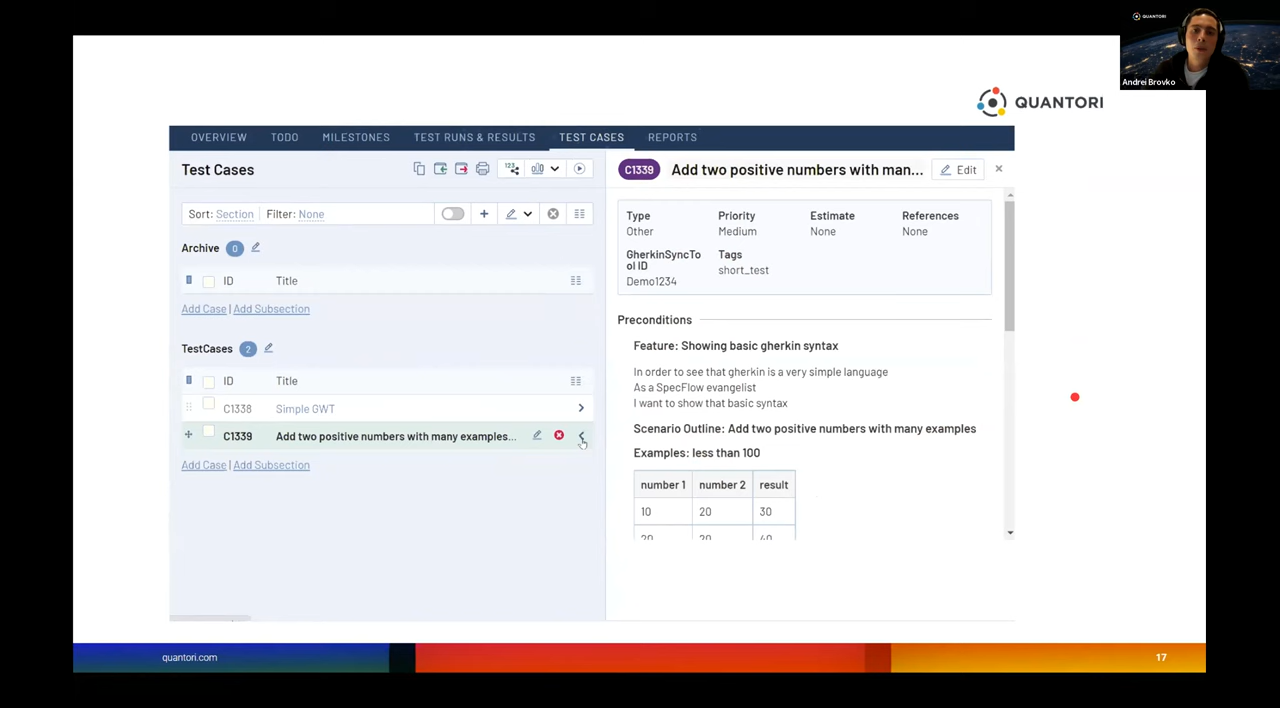 QUANTORI
Andrei Brovko
QUANTORI
OVERVIEW TODO MILESTONES TEST RUNS & RESULTS TEST CASES REPORTS
Test Cases
Sort: Section Filter: None
Archive 0
ID Title
Add Case | Add Subsection
TestCases 2
ID Title
C1338 Simple GWT
C1339 Add two positive numbers with many examples...
Add Case | Add Subsection
C1339 Add two positive numbers with man... Edit
Type Priority Estimate References
Other Medium None None
GherkinSyncTo
ol ID
Tags
Demo1234
short_test
Preconditions
Feature: Showing basic gherkin syntax
In order to see that gherkin is a very simple language
As a SpecFlow evangelist
I want to show that basic syntax
Scenario Outline: Add two positive numbers with many examples
Examples: less than 100
number 1 number 2 result
10 20 30
20 20 40
quantori.com
17